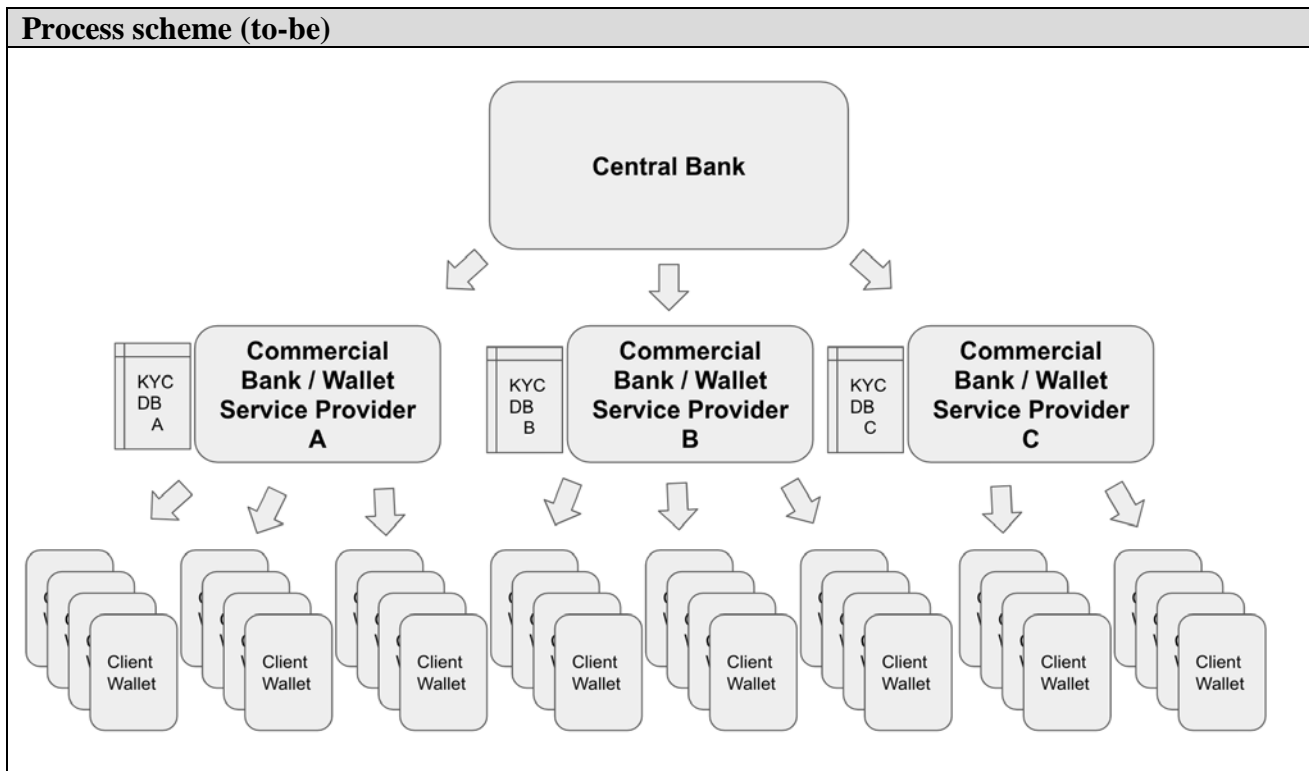 Process scheme (to-be)
Central Bank
KYC
DB
A
Commercial
Bank / Wallet
Service Provider
A
KYC
DB
B
Commercial
Bank / Wallet
Service Provider
B
KYC
DB
C
Commercial
Bank / Wallet
Service Provider
C
Client
Wallet
Client
Wallet
Client
Wallet
Client
Wallet
Client
Wallet
Client
Wallet
Client
Wallet
Client
Wallet